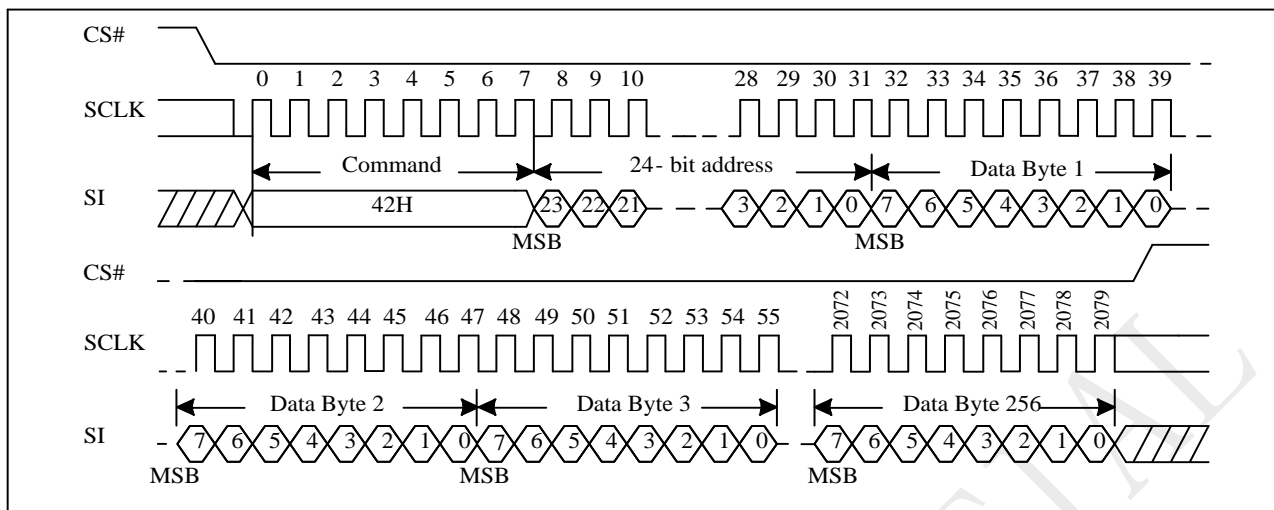 CS#
0 1 2 3 4 5 6 7 8 9 10 28 29 30 31 32 33 34 35 36 37 38 39
SCLK
Command 24- bit address Data Byte 1
SI 42H 23 22 21 3 2 1 0 7 6 5 4 3 2 1 0
MSB MSB
CS#
40 41 42 43 44 45 46 47 48 49 50 51 52 53 54 55 2072 2073 2074 2075 2076 2077 2078 2079
SCLK
Data Byte 2 Data Byte 3 Data Byte 256
SI 7 6 5 4 3 2 1 0 7 6 5 4 3 2 1 0 7 6 5 4 3 2 1 0
MSB MSB MSB